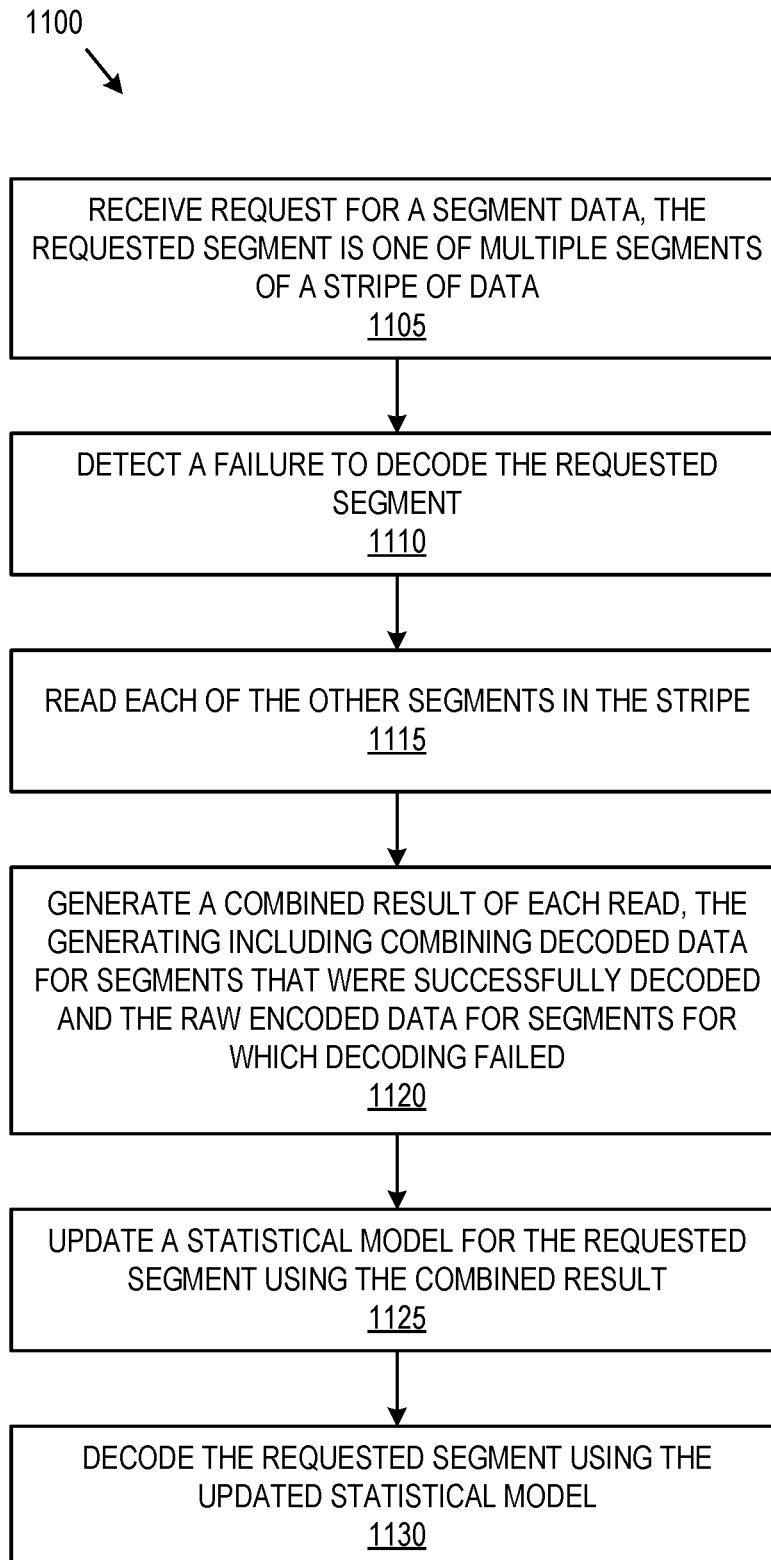 1100
RECEIVE REQUEST FOR A SEGMENT DATA, THE
REQUESTED SEGMENT IS ONE OF MULTIPLE SEGMENTS
OF A STRIPE OF DATA
1105
DETECT A FAILURE TO DECODE THE REQUESTED
SEGMENT
1110
READ EACH OF THE OTHER SEGMENTS IN THE STRIPE
1115
GENERATE A COMBINED RESULT OF EACH READ, THE
GENERATING INCLUDING COMBINING DECODED DATA
FOR SEGMENTS THAT WERE SUCCESSFULLY DECODED
AND THE RAW ENCODED DATA FOR SEGMENTS FOR
WHICH DECODING FAILED
1120
UPDATE A STATISTICAL MODEL FOR THE REQUESTED
SEGMENT USING THE COMBINED RESULT
1125
DECODE THE REQUESTED SEGMENT USING THE
UPDATED STATISTICAL MODEL
1130